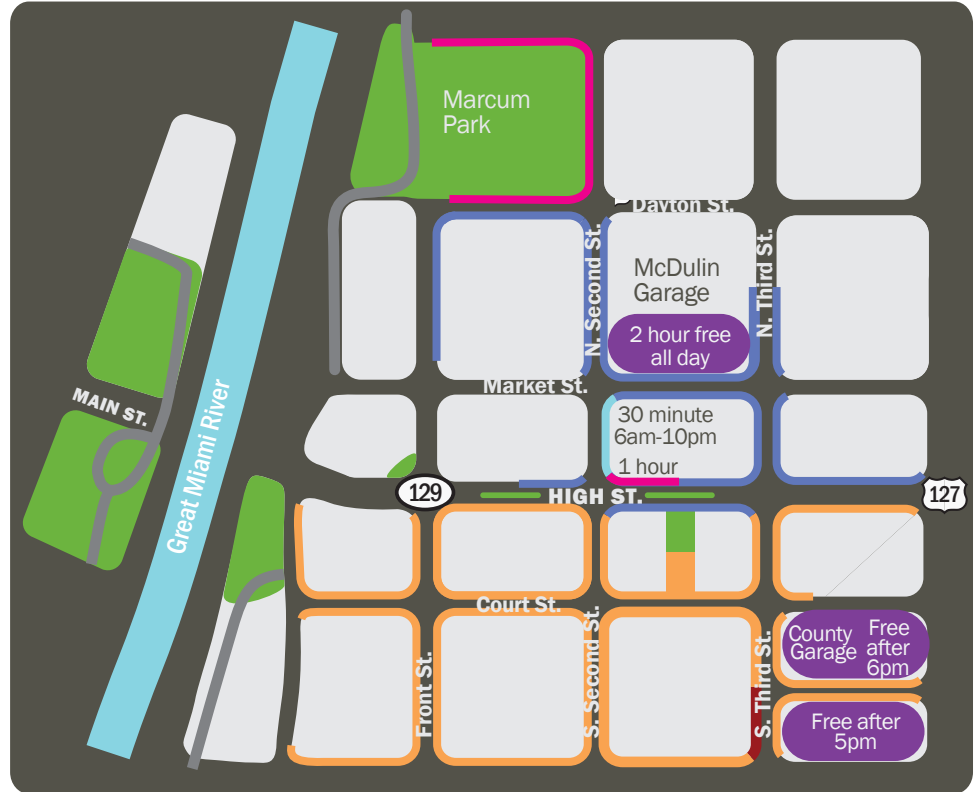 Marcum
Park
Dayton St.
N. Second St.
McDulin
Garage
N. Third St.
2 hour free
all day
Market St.
MAIN ST.
Great Miami River
30 minute
6am-10pm
1 hour
129
HIGH ST.
127
Court St.
Front St.
S. Second St.
S. Third St.
County
Garage
Free
after
6pm
Free after
5pm